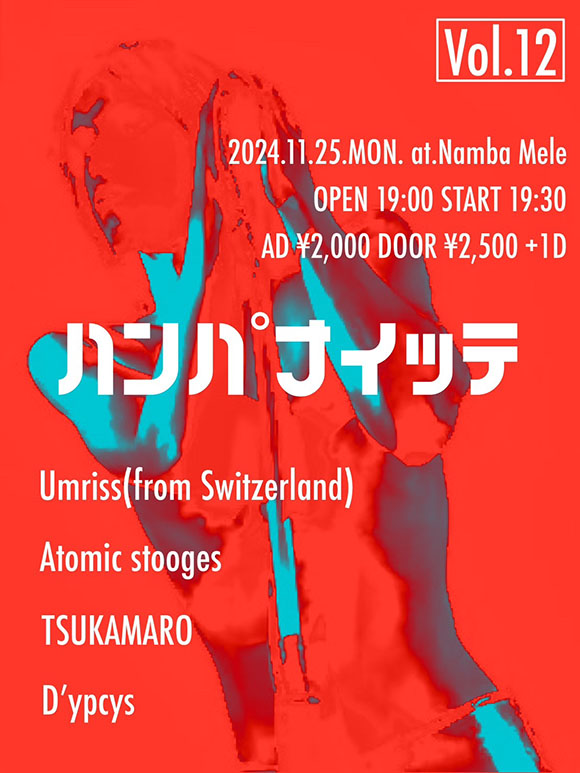 Vol.12
2024.11.25.MON. at.Namba Mele
OPEN 19:00 START 19:30
AD ¥2,000 DOOR ¥2,500 +1D
ハンパナイッテ
Umriss(from Switzerland)
Atomic stooges
TSUKAMARO
D'ypcys